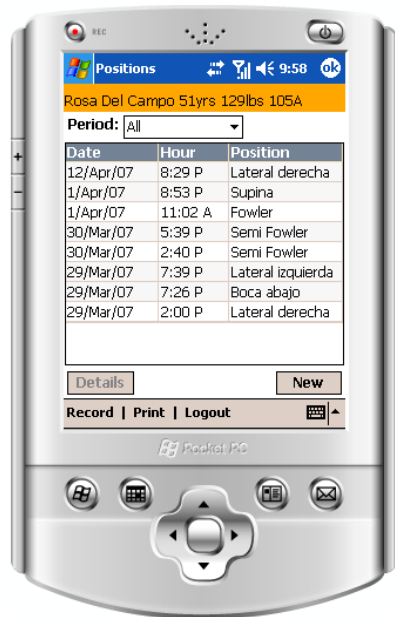 REC
Positions 9:58 ok
Rosa Del Campo 51yrs 129lbs 105A
Period: All
Date Hour Position
12/Apr/07 8:29 P Lateral derecha
1/Apr/07 8:53 P Supina
1/Apr/07 11:02 A Fowler
30/Mar/07 5:39 P Semi Fowler
30/Mar/07 2:40 P Semi Fowler
29/Mar/07 7:39 P Lateral izquierda
29/Mar/07 7:26 P Boca abajo
29/Mar/07 2:00 P Lateral derecha
Details New
Record | Print | Logout
Pocket PC